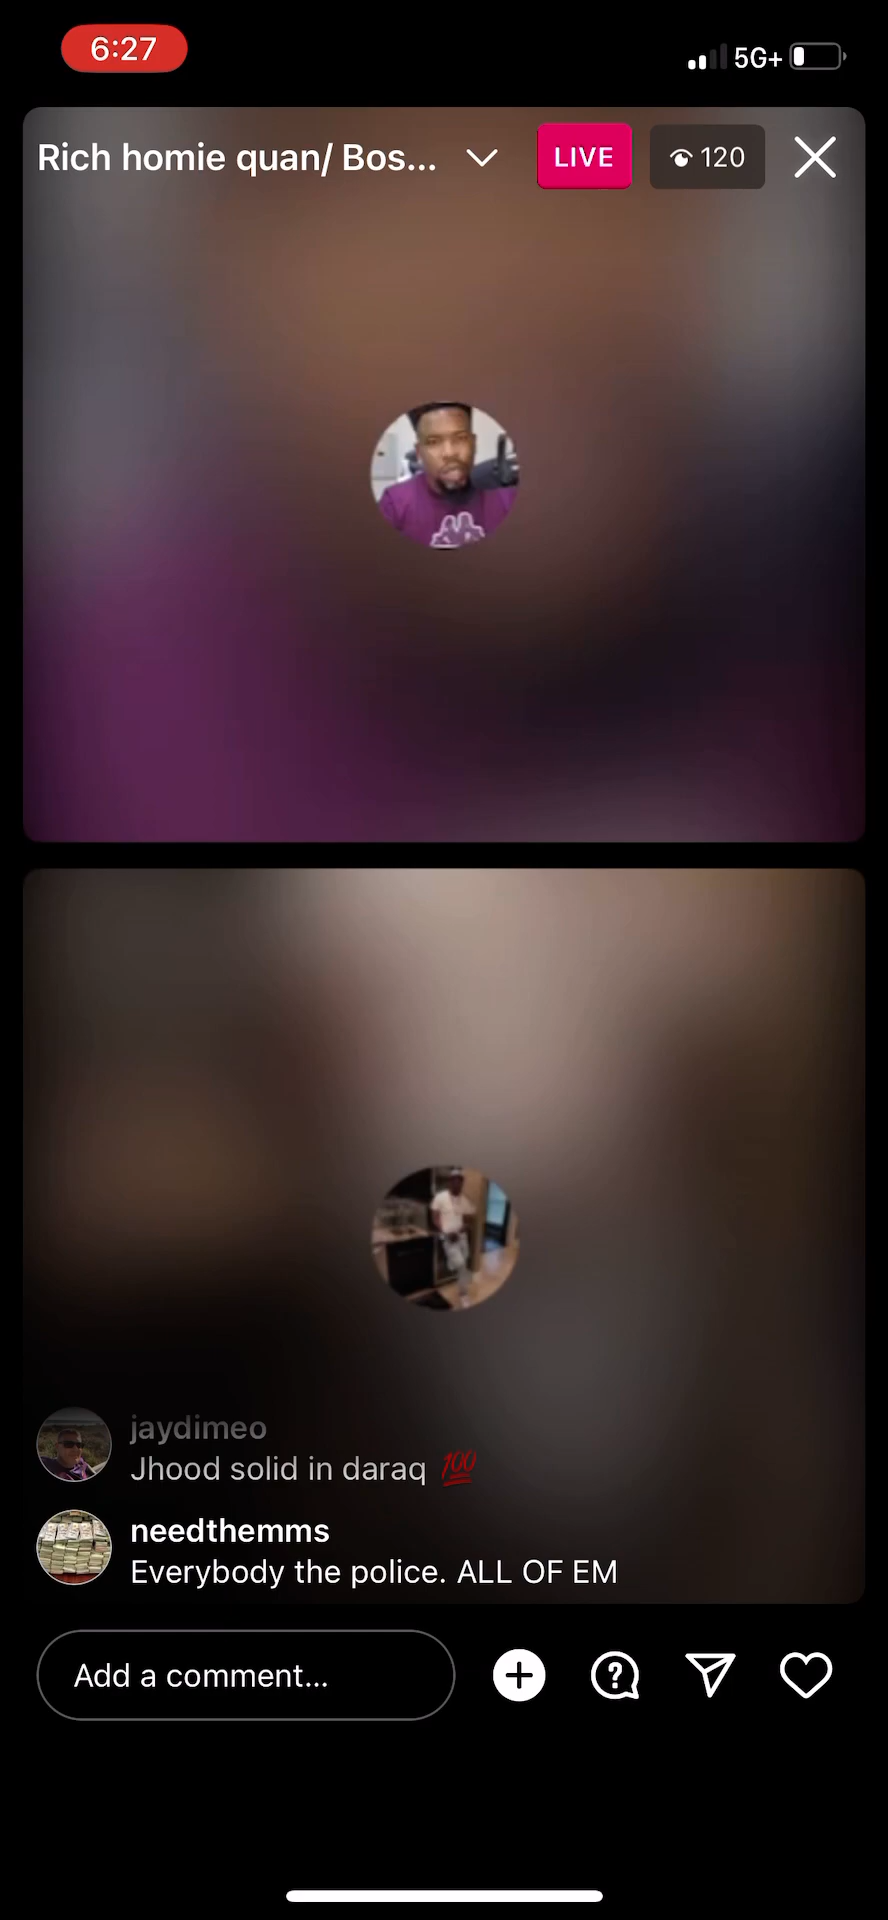 6:27
5G+
Rich homie quan/ Bos...
LIVE
120
jaydimeo
Jhood solid in daraq 💯
needthemms
Everybody the police. ALL OF EM
Add a comment...